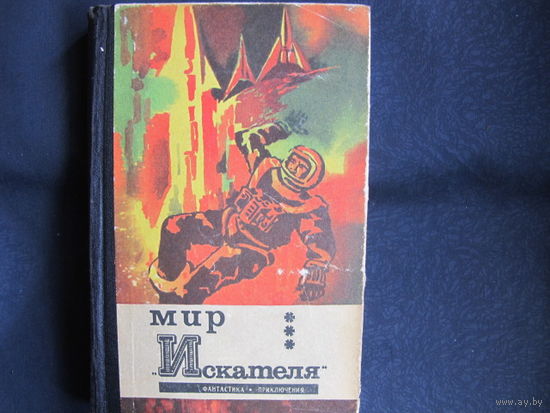 мир
***
„Искателя“
ФАНТАСТИКА • ПРИКЛЮЧЕНИЯ
www.ay.by